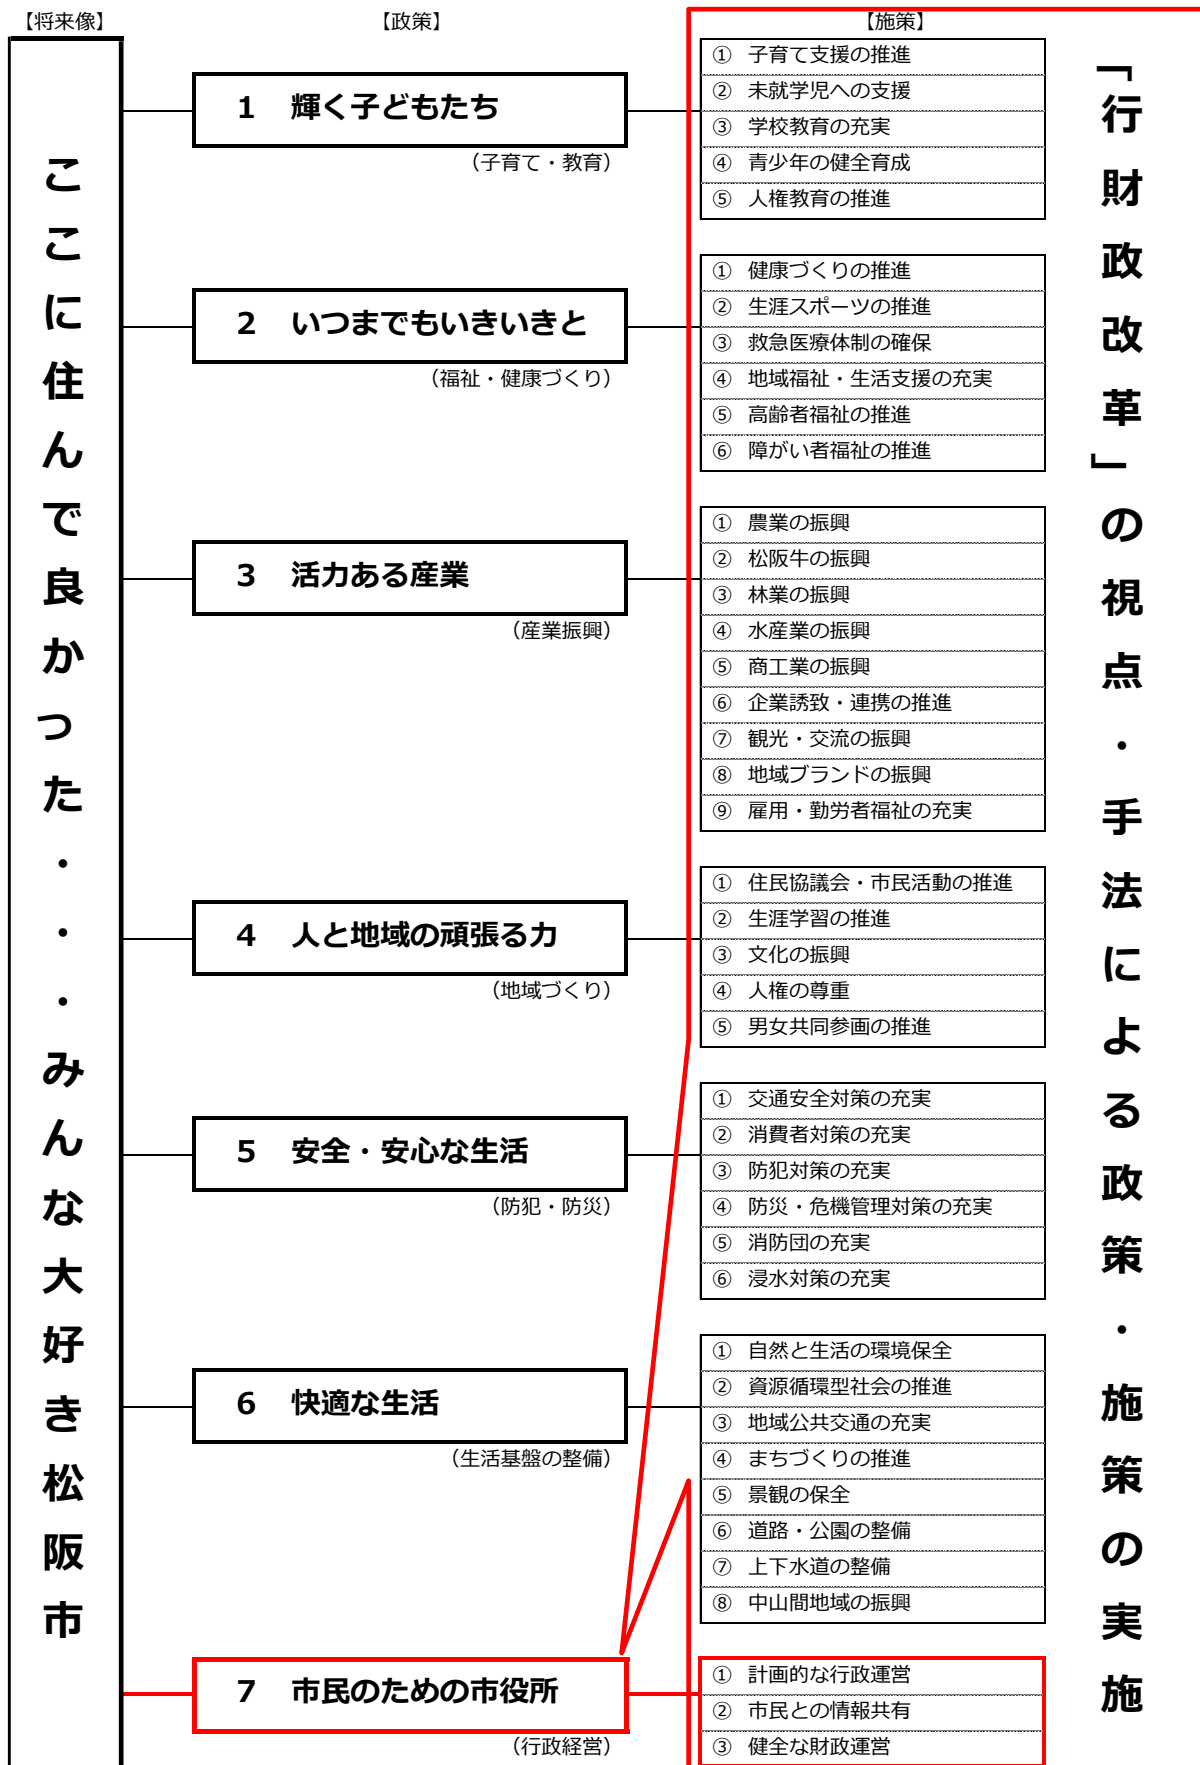 【将来像】
【政策】
【施策】
ここに住んで良かった・・・みんな大好き松阪市
1 輝く子どもたち
（子育て・教育）
① 子育て支援の推進
② 未就学児への支援
③ 学校教育の充実
④ 青少年の健全育成
⑤ 人権教育の推進
2 いつまでもいきいきと
（福祉・健康づくり）
① 健康づくりの推進
② 生涯スポーツの推進
③ 救急医療体制の確保
④ 地域福祉・生活支援の充実
⑤ 高齢者福祉の推進
⑥ 障がい者福祉の推進
3 活力ある産業
（産業振興）
① 農業の振興
② 松阪牛の振興
③ 林業の振興
④ 水産業の振興
⑤ 商工業の振興
⑥ 企業誘致・連携の推進
⑦ 観光・交流の振興
⑧ 地域ブランドの振興
⑨ 雇用・勤労者福祉の充実
4 人と地域の頑張る力
（地域づくり）
① 住民協議会・市民活動の推進
② 生涯学習の推進
③ 文化の振興
④ 人権の尊重
⑤ 男女共同参画の推進
5 安全・安心な生活
（防犯・防災）
① 交通安全対策の充実
② 消費者対策の充実
③ 防犯対策の充実
④ 防災・危機管理対策の充実
⑤ 消防団の充実
⑥ 浸水対策の充実
6 快適な生活
（生活基盤の整備）
① 自然と生活の環境保全
② 資源循環型社会の推進
③ 地域公共交通の充実
④ まちづくりの推進
⑤ 景観の保全
⑥ 道路・公園の整備
⑦ 上下水道の整備
⑧ 中山間地域の振興
7 市民のための市役所
（行政経営）
① 計画的な行政運営
② 市民との情報共有
③ 健全な財政運営
「行財政改革」の視点・手法による政策・施策の実施